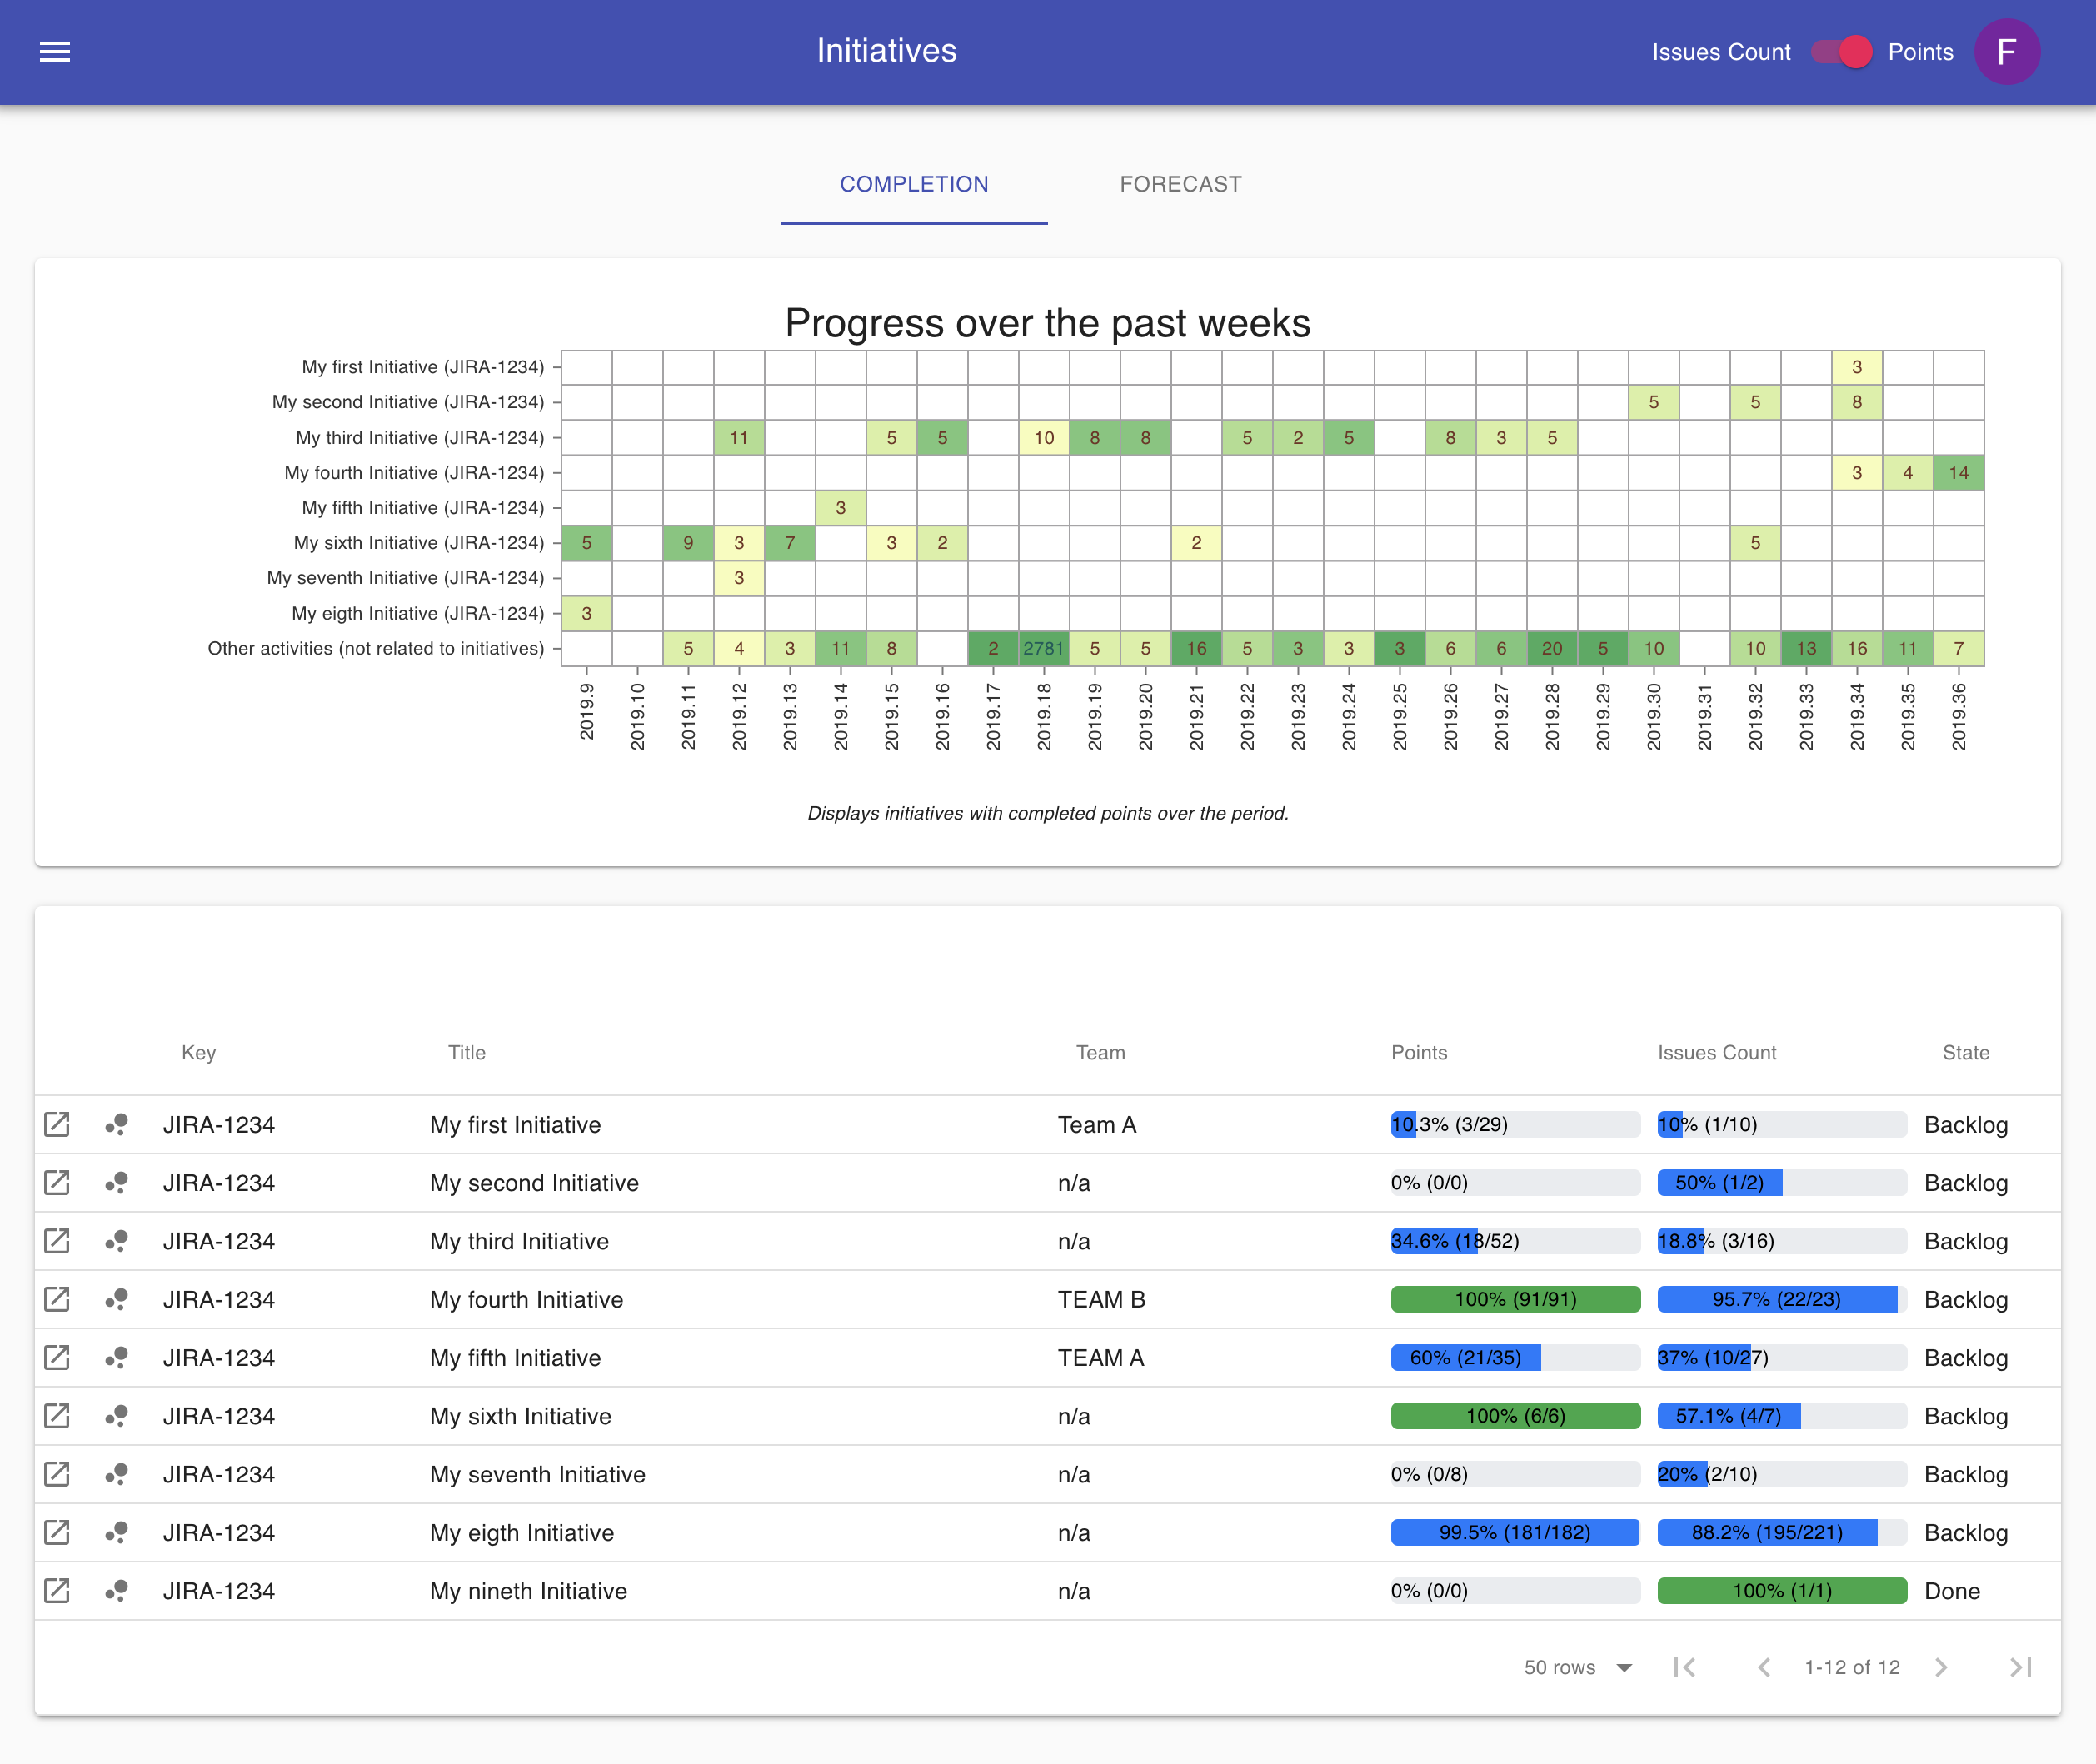 Initiatives
Issues Count Points F
COMPLETION FORECAST
Progress over the past weeks
My first Initiative (JIRA-1234) 3
My second Initiative (JIRA-1234) 5 5 8
My third Initiative (JIRA-1234) 11 5 5 10 8 8 5 2 5 8 3 5
My fourth Initiative (JIRA-1234) 3 4 14
My fifth Initiative (JIRA-1234) 3
My sixth Initiative (JIRA-1234) 5 9 3 7 3 2 2 5
My seventh Initiative (JIRA-1234) 3
My eigth Initiative (JIRA-1234) 3
Other activities (not related to initiatives) 5 4 3 11 8 2 2781 5 5 16 5 3 3 3 6 6 20 5 10 10 13 16 11 7
2019.9 2019.10 2019.11 2019.12 2019.13 2019.14 2019.15 2019.16 2019.17 2019.18 2019.19 2019.20 2019.21 2019.22 2019.23 2019.24 2019.25 2019.26 2019.27 2019.28 2019.29 2019.30 2019.31 2019.32 2019.33 2019.34 2019.35 2019.36
Displays initiatives with completed points over the period.
Key Title Team Points Issues Count State
JIRA-1234 My first Initiative Team A 10.3% (3/29) 10% (1/10) Backlog
JIRA-1234 My second Initiative n/a 0% (0/0) 50% (1/2) Backlog
JIRA-1234 My third Initiative n/a 34.6% (18/52) 18.8% (3/16) Backlog
JIRA-1234 My fourth Initiative TEAM B 100% (91/91) 95.7% (22/23) Backlog
JIRA-1234 My fifth Initiative TEAM A 60% (21/35) 37% (10/27) Backlog
JIRA-1234 My sixth Initiative n/a 100% (6/6) 57.1% (4/7) Backlog
JIRA-1234 My seventh Initiative n/a 0% (0/8) 20% (2/10) Backlog
JIRA-1234 My eigth Initiative n/a 99.5% (181/182) 88.2% (195/221) Backlog
JIRA-1234 My nineth Initiative n/a 0% (0/0) 100% (1/1) Done
50 rows 1-12 of 12